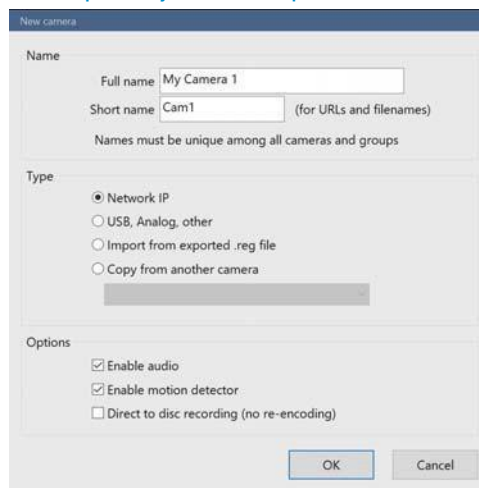 New camera
Name
Full name My Camera 1
Short name Cam1 (for URLs and filenames)
Names must be unique among all cameras and groups
Type
Network IP
USB, Analog, other
Import from exported .reg file
Copy from another camera
Options
Enable audio
Enable motion detector
Direct to disc recording (no re-encoding)
OK Cancel